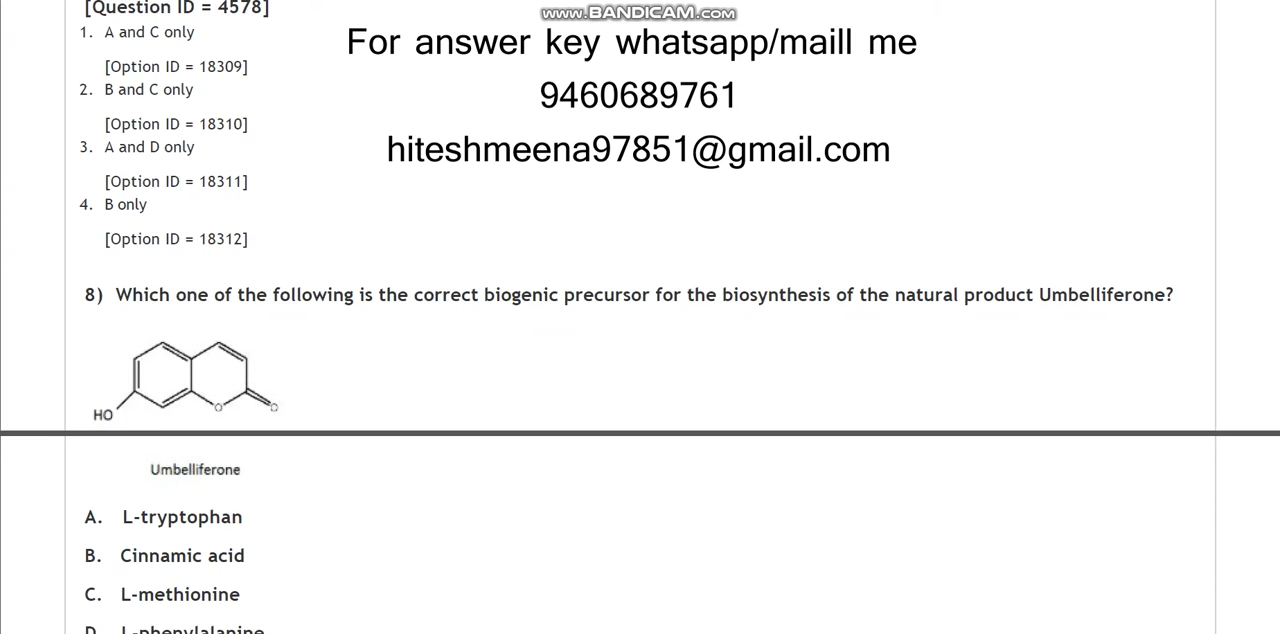 [Question ID = 4578]
www.BANDICAM.com
1. A and C only
For answer key whatsapp/maill me
[Option ID = 18309]
2. B and C only
9460689761
[Option ID = 18310]
3. A and D only
hiteshmeena97851@gmail.com
[Option ID = 18311]
4. B only
[Option ID = 18312]
8) Which one of the following is the correct biogenic precursor for the biosynthesis of the natural product Umbelliferone?
HO
O
O
Umbelliferone
A. L-tryptophan
B. Cinnamic acid
C. L-methionine
D. L-phenylalanine